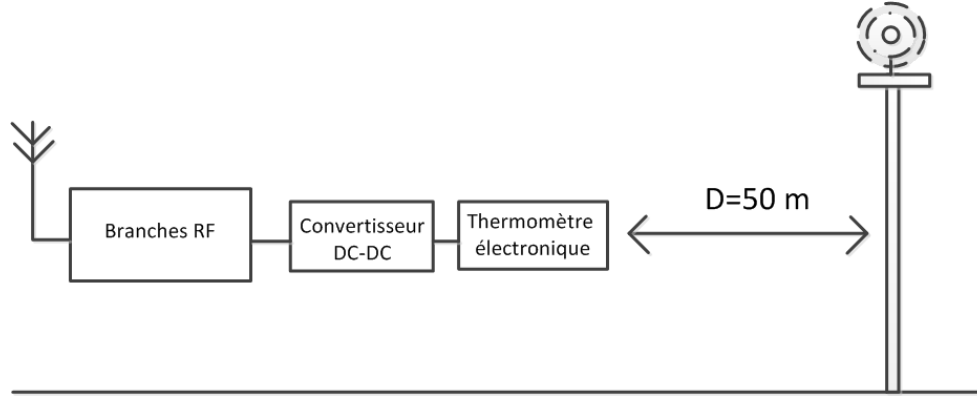 D=50 m
Branches RF
Convertisseur
DC-DC
Thermomètre
électronique